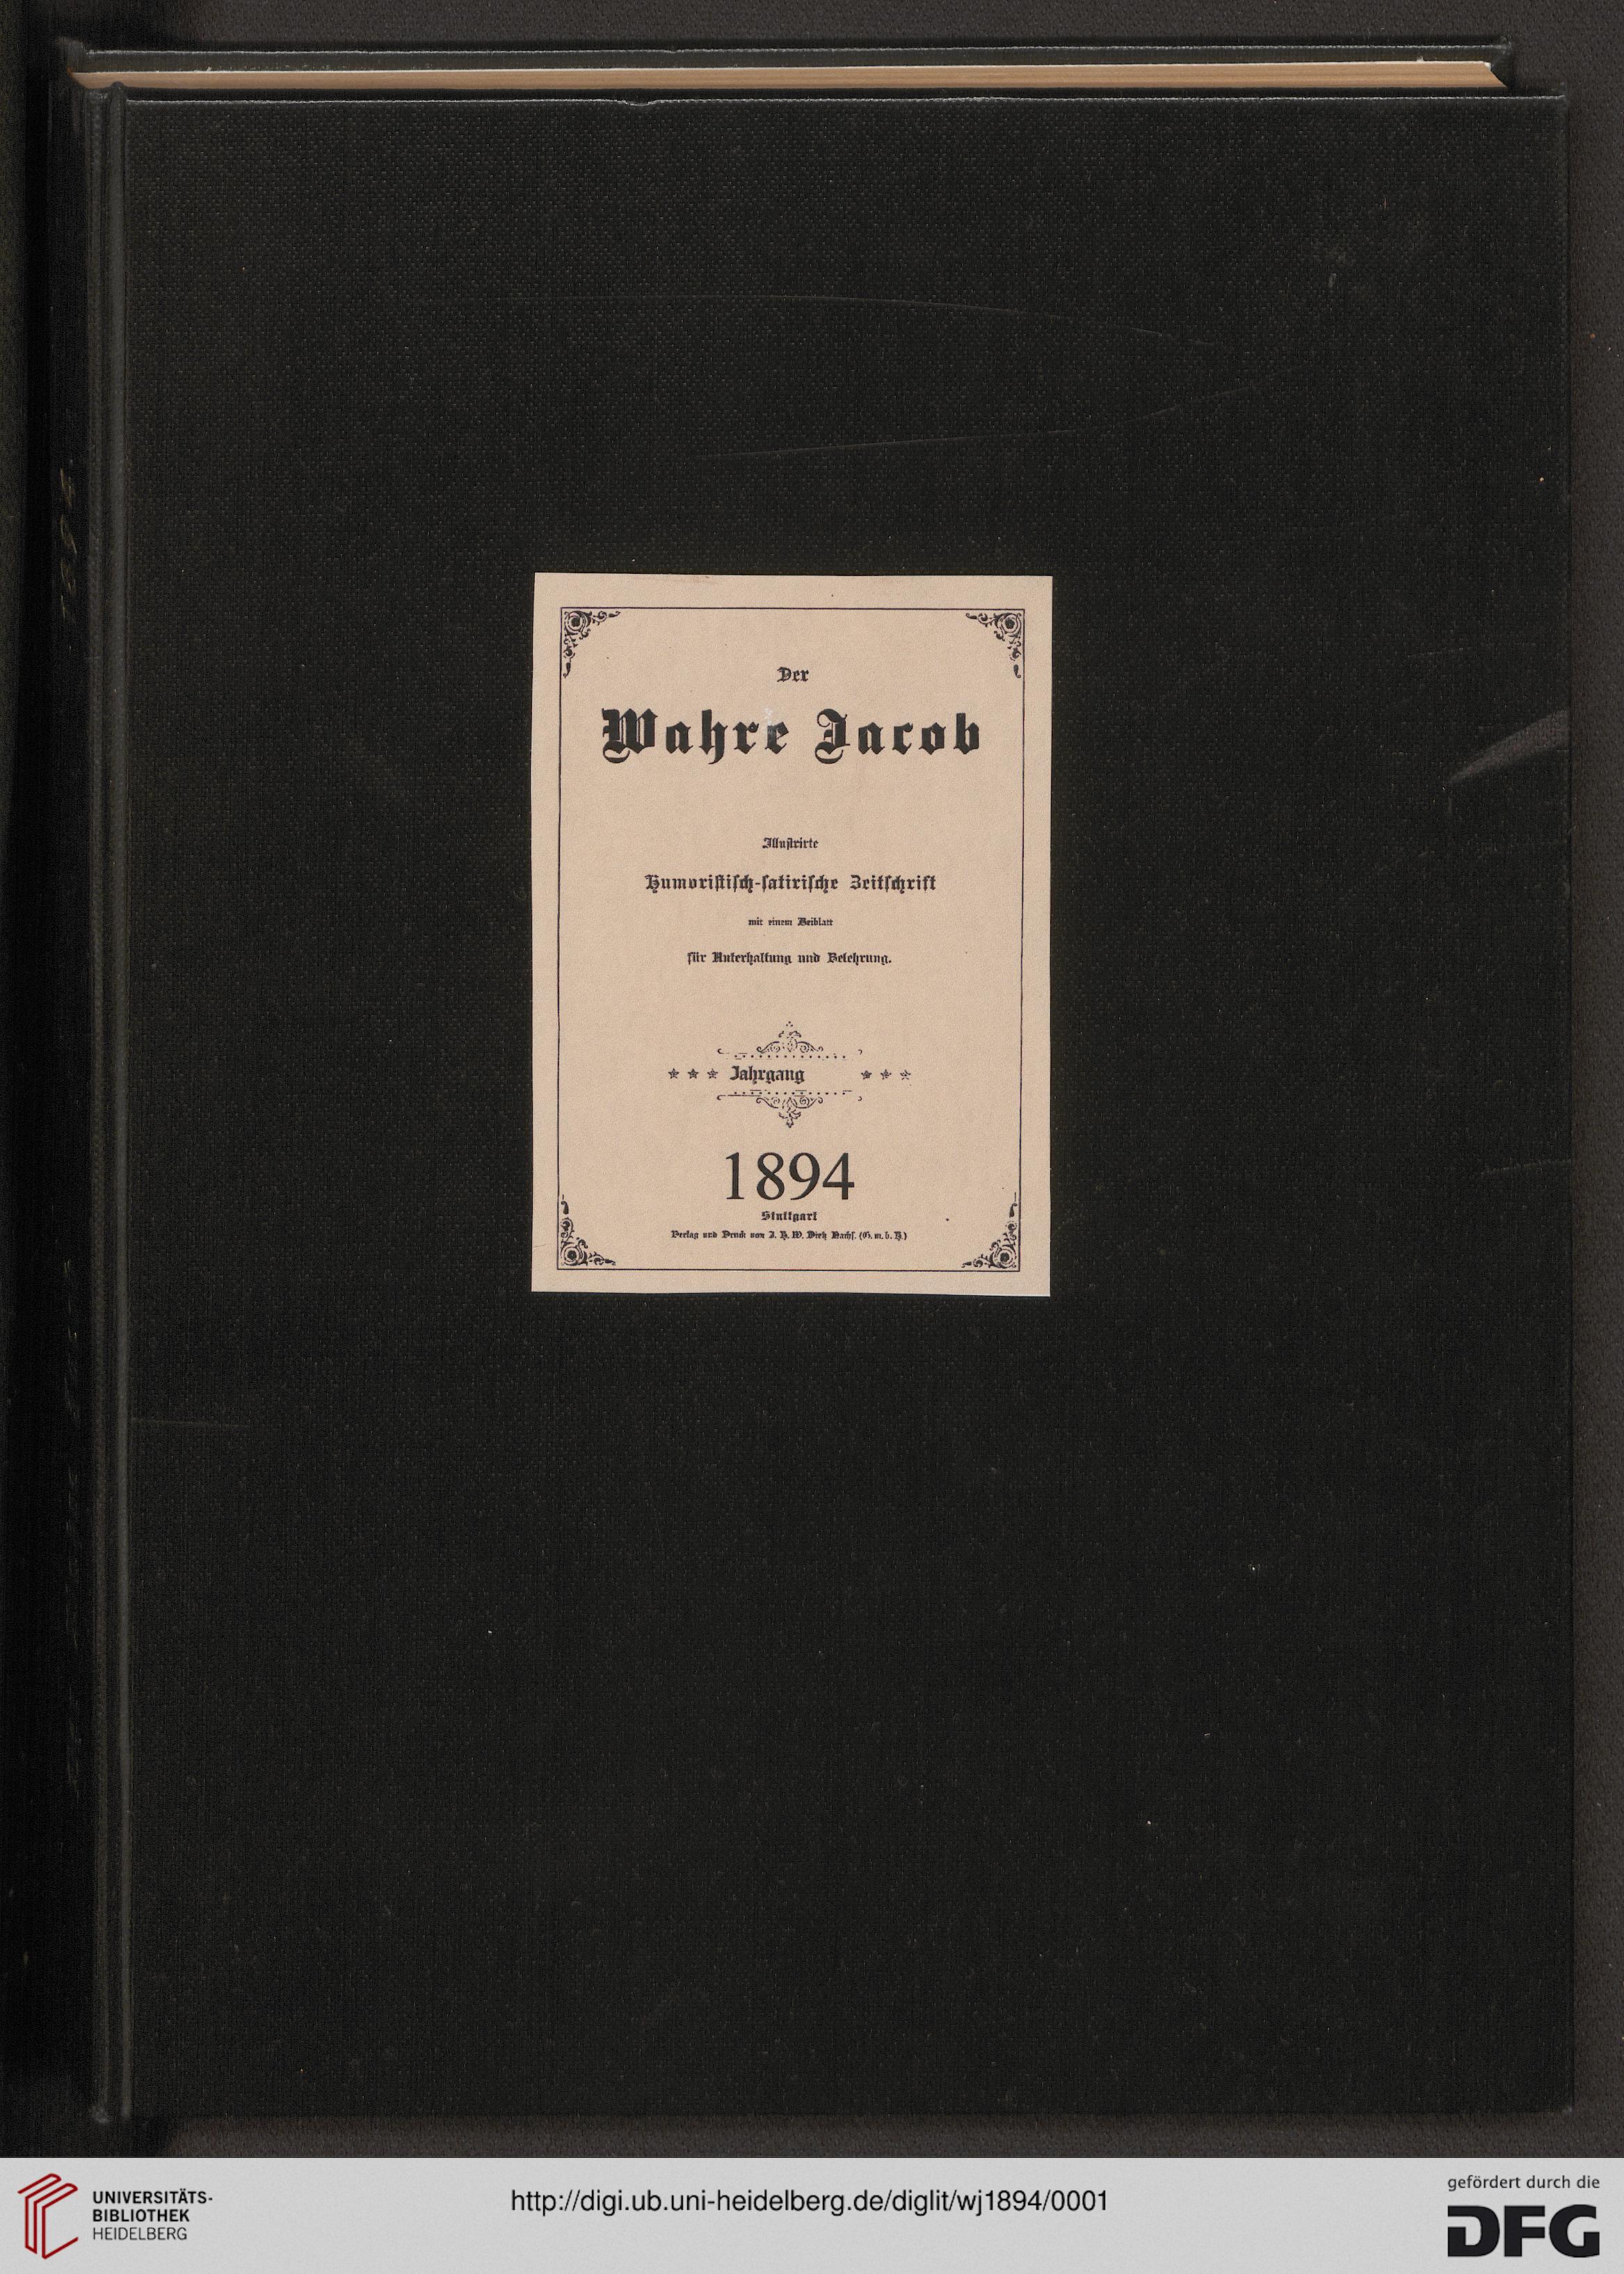 Der
Wahre Jacob
Illustrirte
Humoristisch-satirische Zeitschrift
mit einem Beiblatt
für Unterhaltung und Belehrung.
* * * Jahrgang * * *
1894
Stuttgart
Verlag und Druck von J. H. W. Dietz Nachf. (G. m. b. H.)
UNIVERSITÄTS-
BIBLIOTHEK
HEIDELBERG
http://digi.ub.uni-heidelberg.de/diglit/wj1894/0001
gefördert durch die
DFG